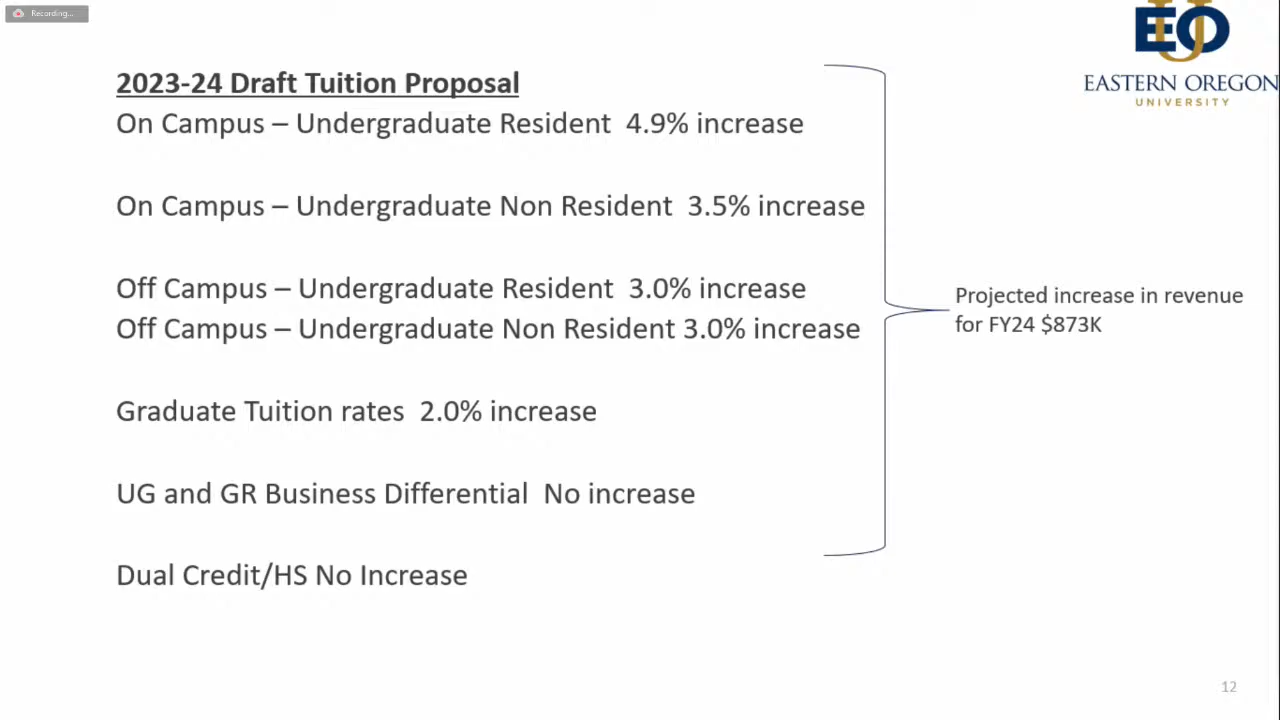 Recording...
EOU
EASTERN OREGON
UNIVERSITY
2023-24 Draft Tuition Proposal
On Campus – Undergraduate Resident 4.9% increase
On Campus – Undergraduate Non Resident 3.5% increase
Off Campus – Undergraduate Resident 3.0% increase
Off Campus – Undergraduate Non Resident 3.0% increase
Projected increase in revenue
for FY24 $873K
Graduate Tuition rates 2.0% increase
UG and GR Business Differential No increase
Dual Credit/HS No Increase
12